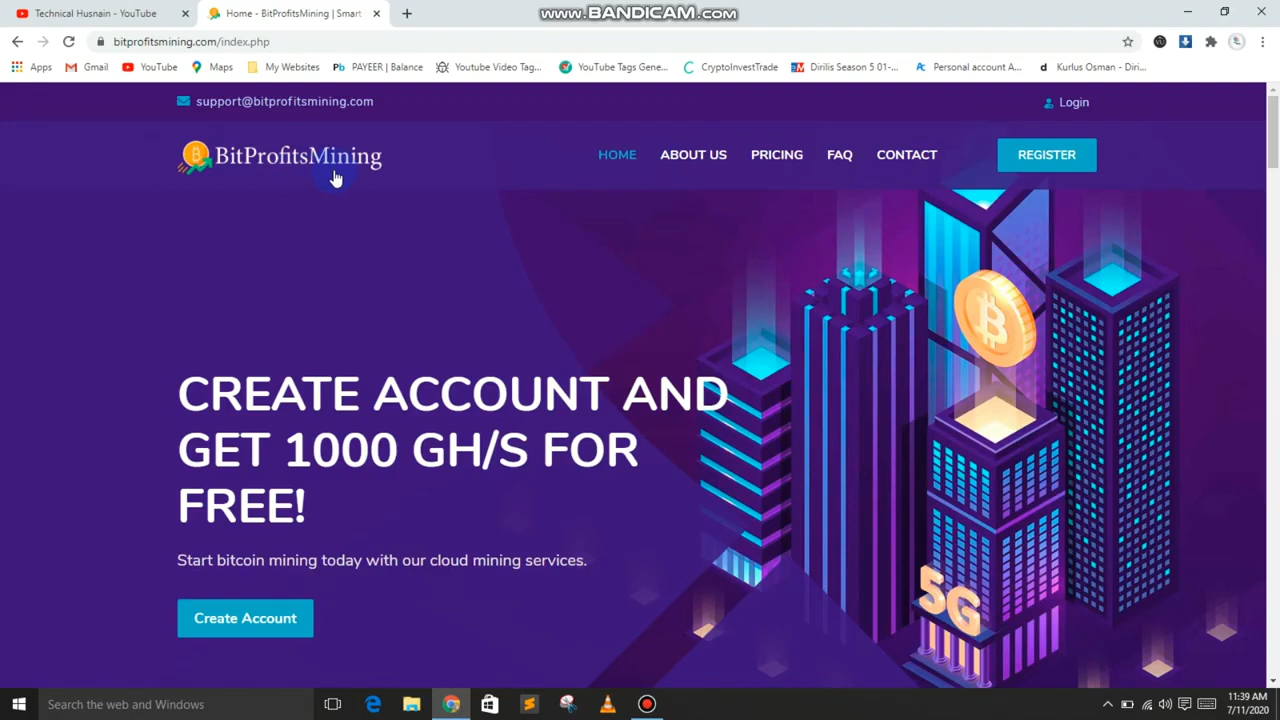 Technical Husnain - YouTube
Home - BitProfitsMining | Smart
www.BANDICAM.com
bitprofitsmining.com/index.php
Apps
Gmail
YouTube
Maps
My Websites
Pb PAYEER | Balance
Youtube Video Tag...
YouTube Tags Gene...
CryptoInvestTrade
Dirilis Season 5 01-...
Ac Personal account A...
d Kurlus Osman - Diri...
support@bitprofitsmining.com
Login
BitProfitsMining
HOME
ABOUT US
PRICING
FAQ
CONTACT
REGISTER
CREATE ACCOUNT AND
GET 1000 GH/S FOR
FREE!
Start bitcoin mining today with our cloud mining services.
Create Account
5G
Search the web and Windows
11:39 AM
7/11/2020